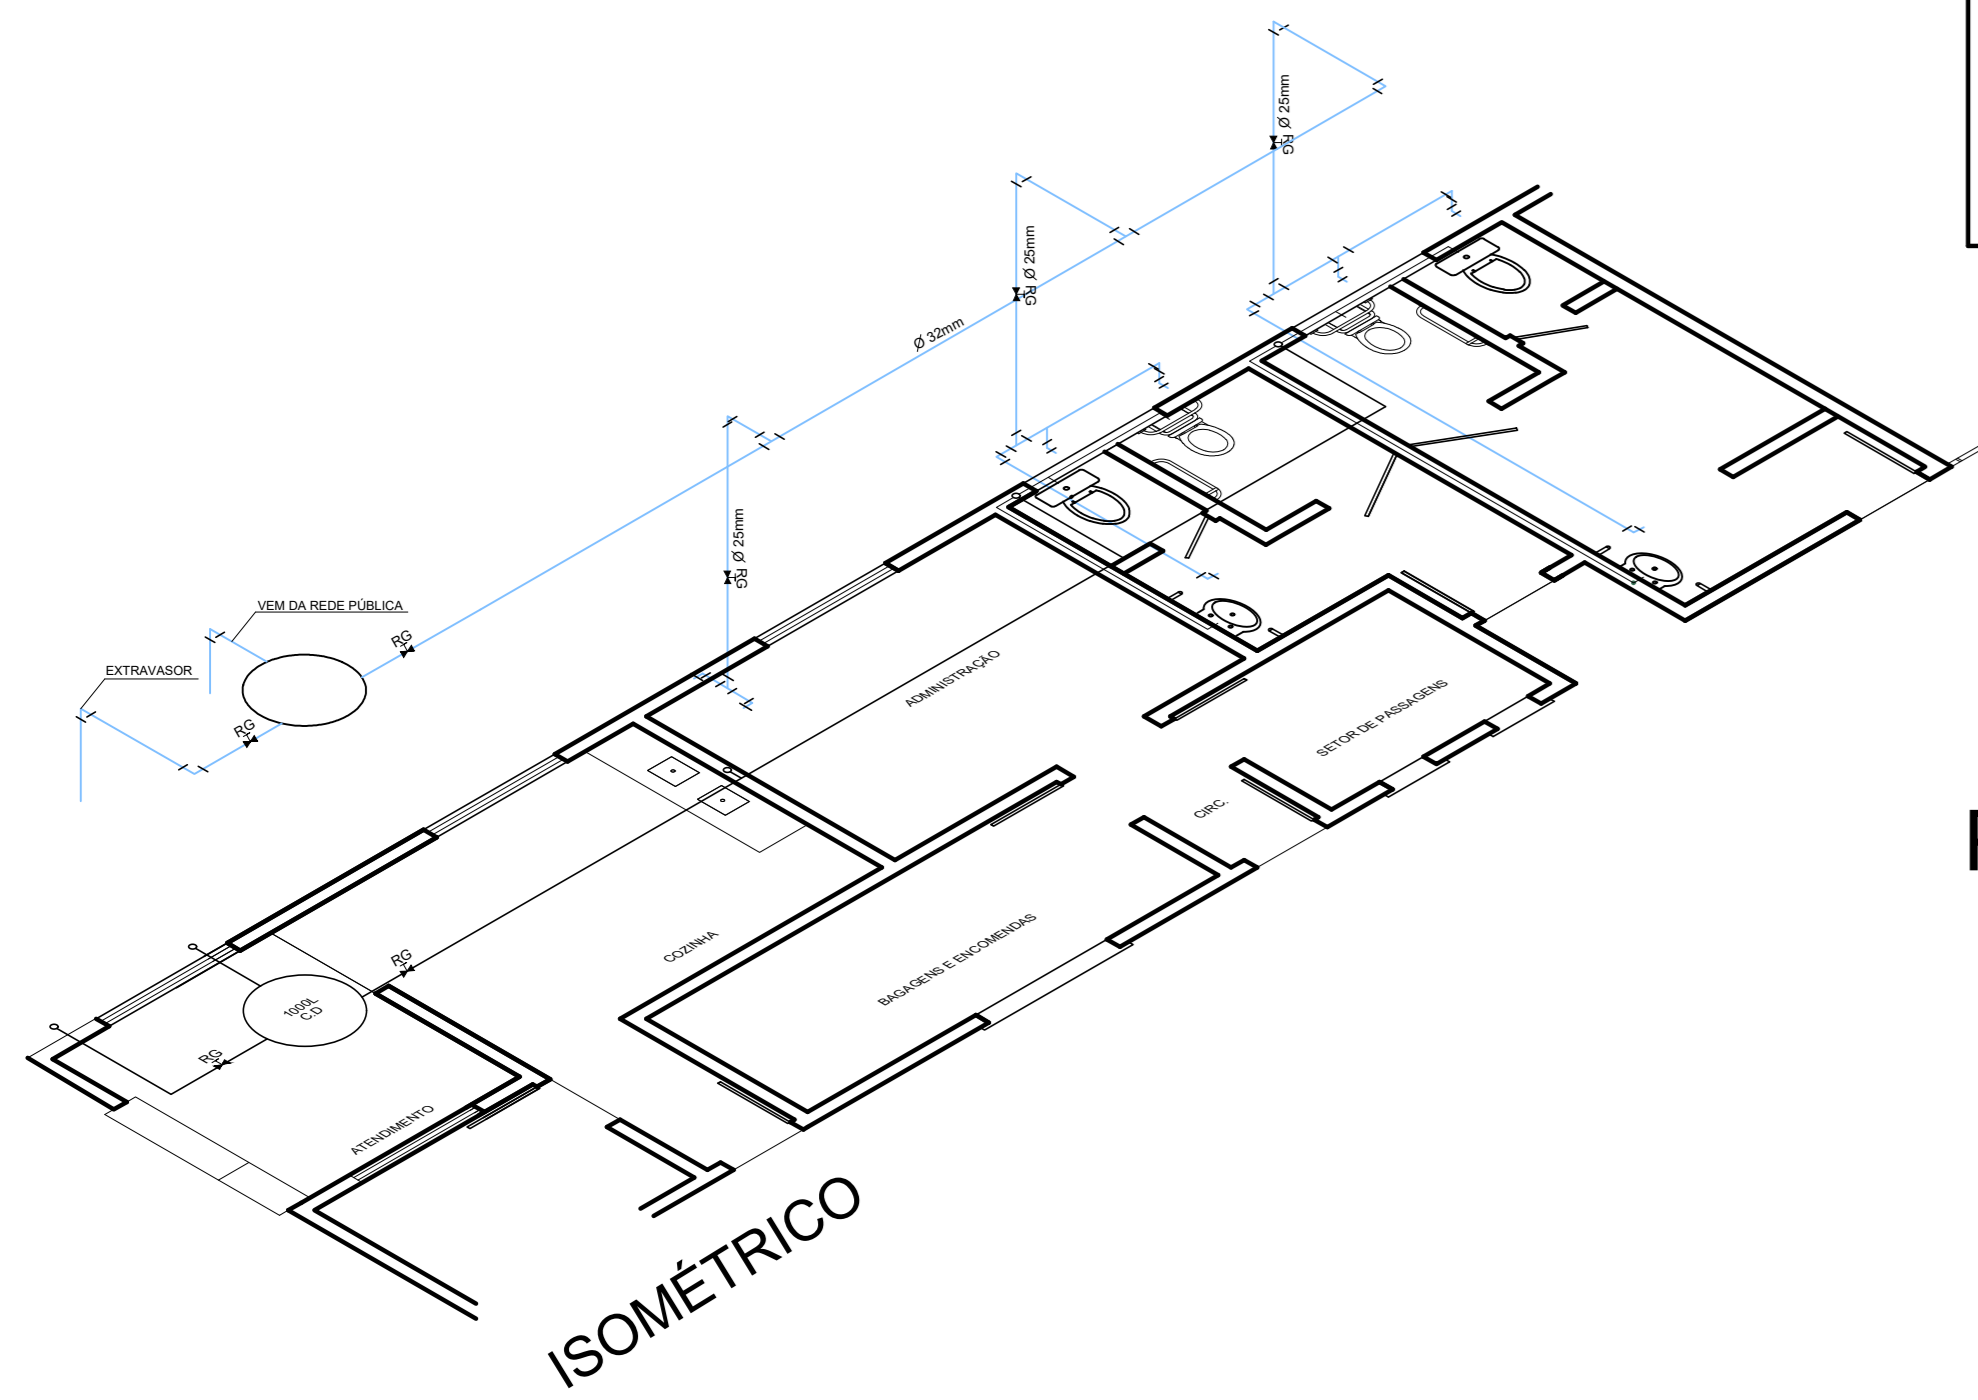 Ø 25mm
RG
Ø 25mm
RG
Ø 32mm
Ø 25mm
RG
VEM DA REDE PÚBLICA
RG
EXTRAVASOR
RG
ADMINISTRAÇÃO
SETOR DE PASSAGENS
CIRC.
COZINHA
BAGAGENS E ENCOMENDAS
RG
1000L
C.D
RG
ATENDIMENTO
ISOMÉTRICO